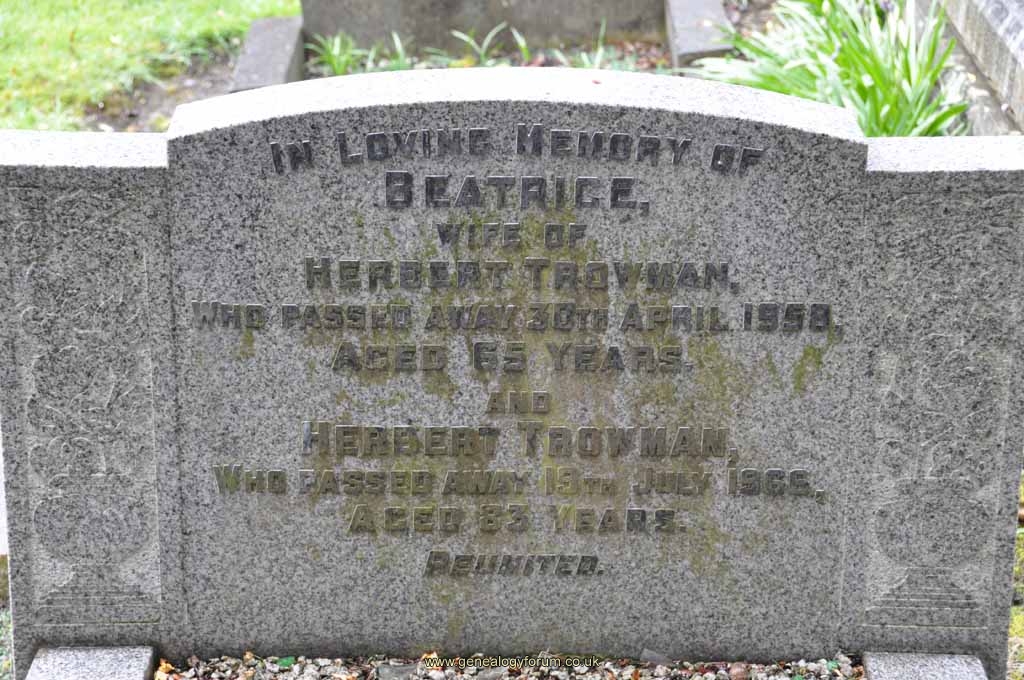 In Loving Memory of
Beatrice,
wife of
Herbert Trowman,
Who passed away 30th April 1958,
Aged 65 Years.
and
Herbert Trowman,
Who passed away 19th July 1966,
Aged 83 Years.
Reunited.
www.genealogyforum.co.uk